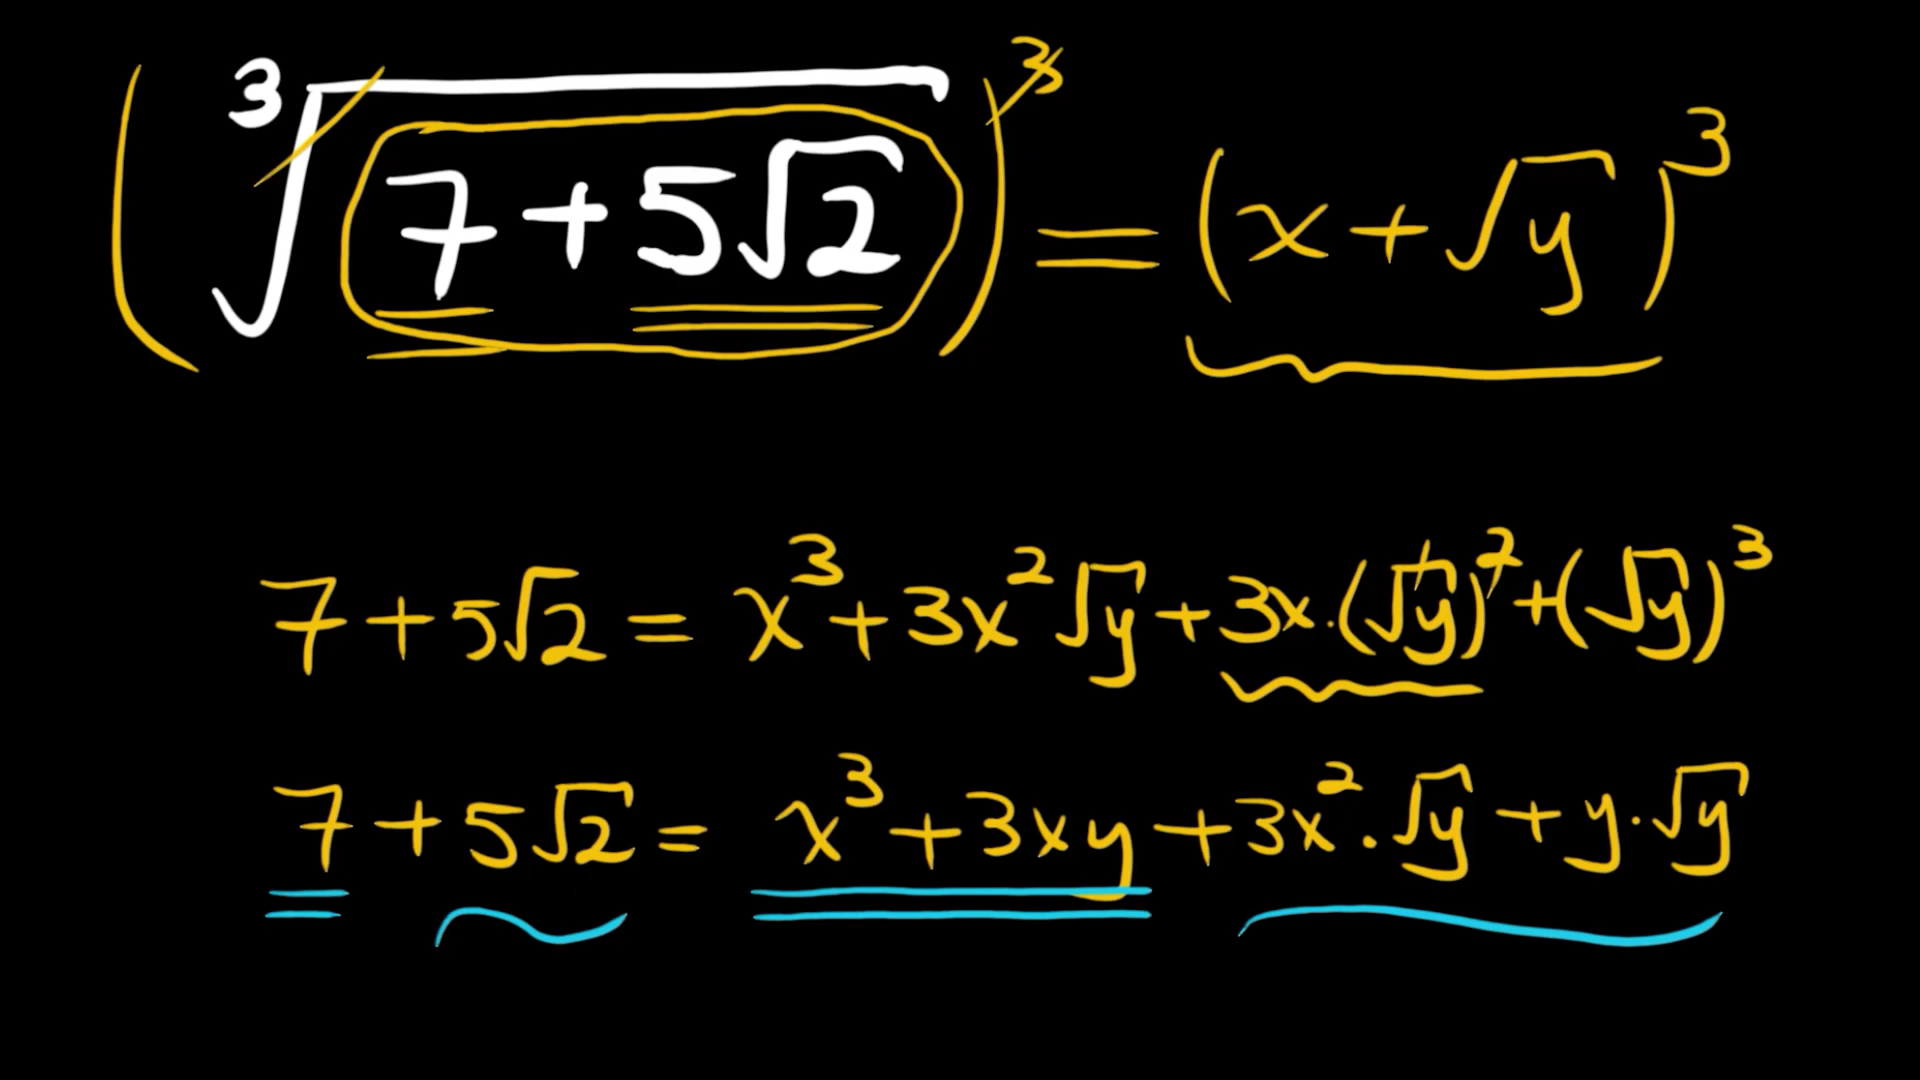 (∛(7+5√2))³ = (x+√y)³
7+5√2 = x³+3x²√y+3x·(√y)²+(√y)³
7+5√2 = x³+3xy+3x²·√y+y·√y